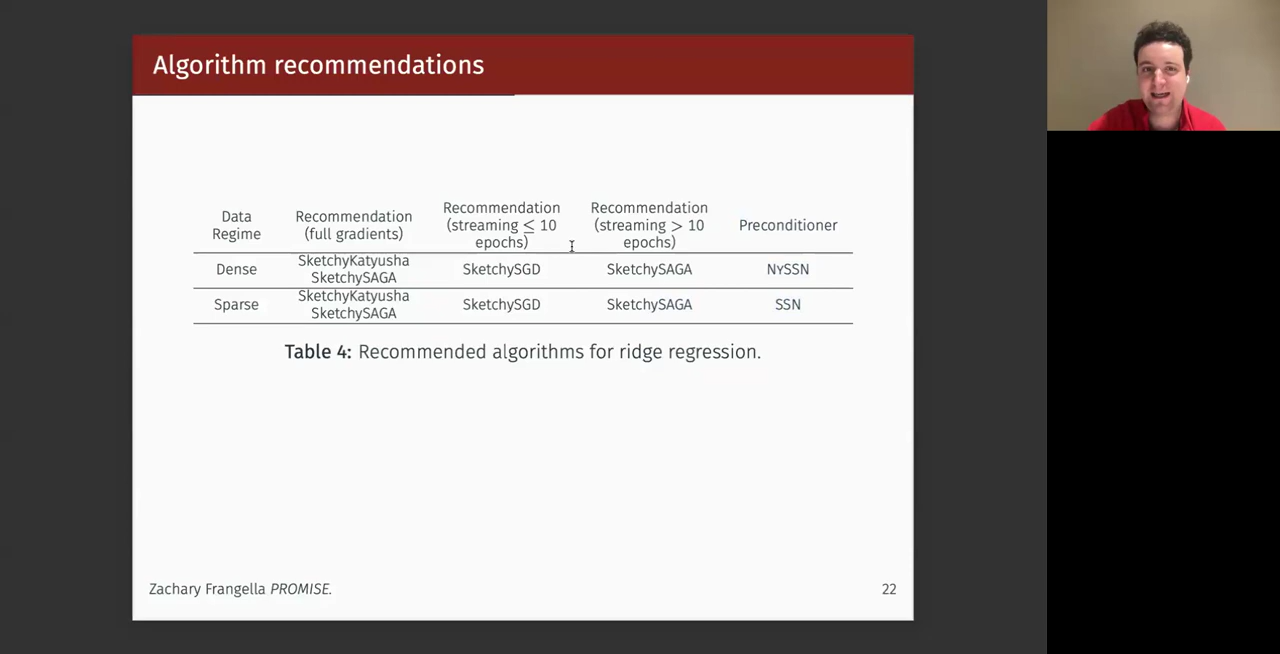 Algorithm recommendations
Data Regime
Recommendation (full gradients)
Recommendation (streaming ≤ 10 epochs)
Recommendation (streaming > 10 epochs)
Preconditioner
Dense
SketchyKatyusha
SketchySAGA
SketchySGD
SketchySAGA
NySSN
Sparse
SketchyKatyusha
SketchySAGA
SketchySGD
SketchySAGA
SSN
Table 4: Recommended algorithms for ridge regression.
Zachary Frangella PROMISE.
22